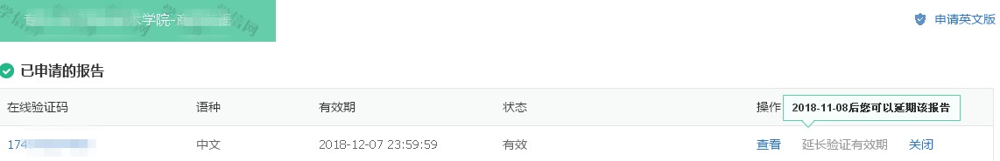 专 术学院-商
申请英文版
已申请的报告
在线验证码 语种 有效期 状态 操作
2018-11-08后您可以延期该报告
174 中文 2018-12-07 23:59:59 有效 查看 延长验证有效期 关闭